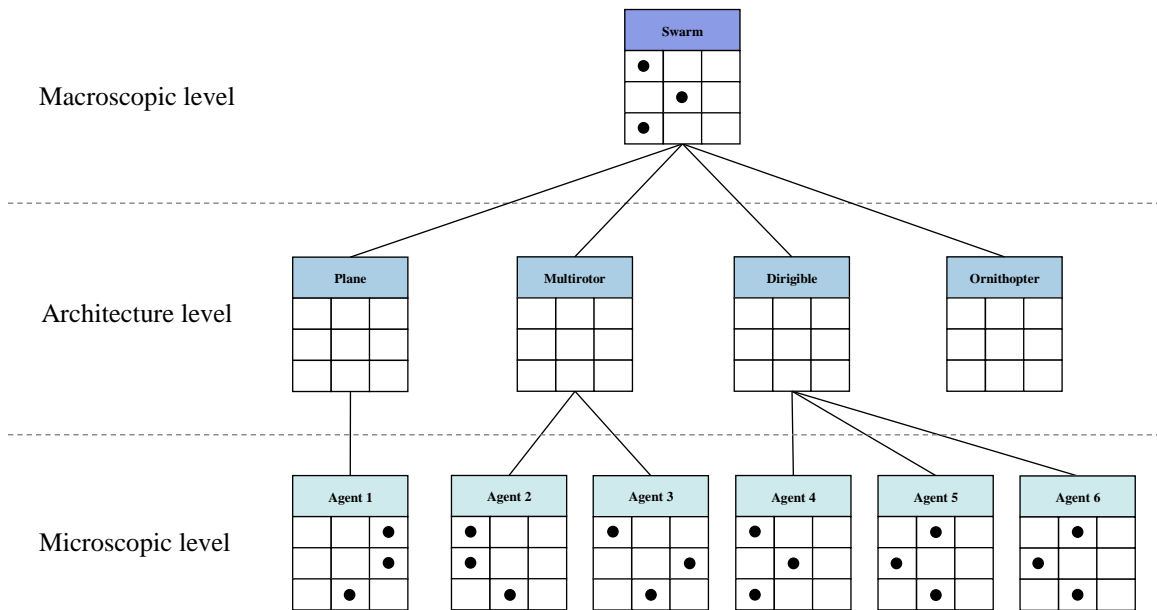 Swarm
Macroscopic level
Plane
Multirotor
Dirigible
Ornithopter
Architecture level
Agent 1
Agent 2
Agent 3
Agent 4
Agent 5
Agent 6
Microscopic level